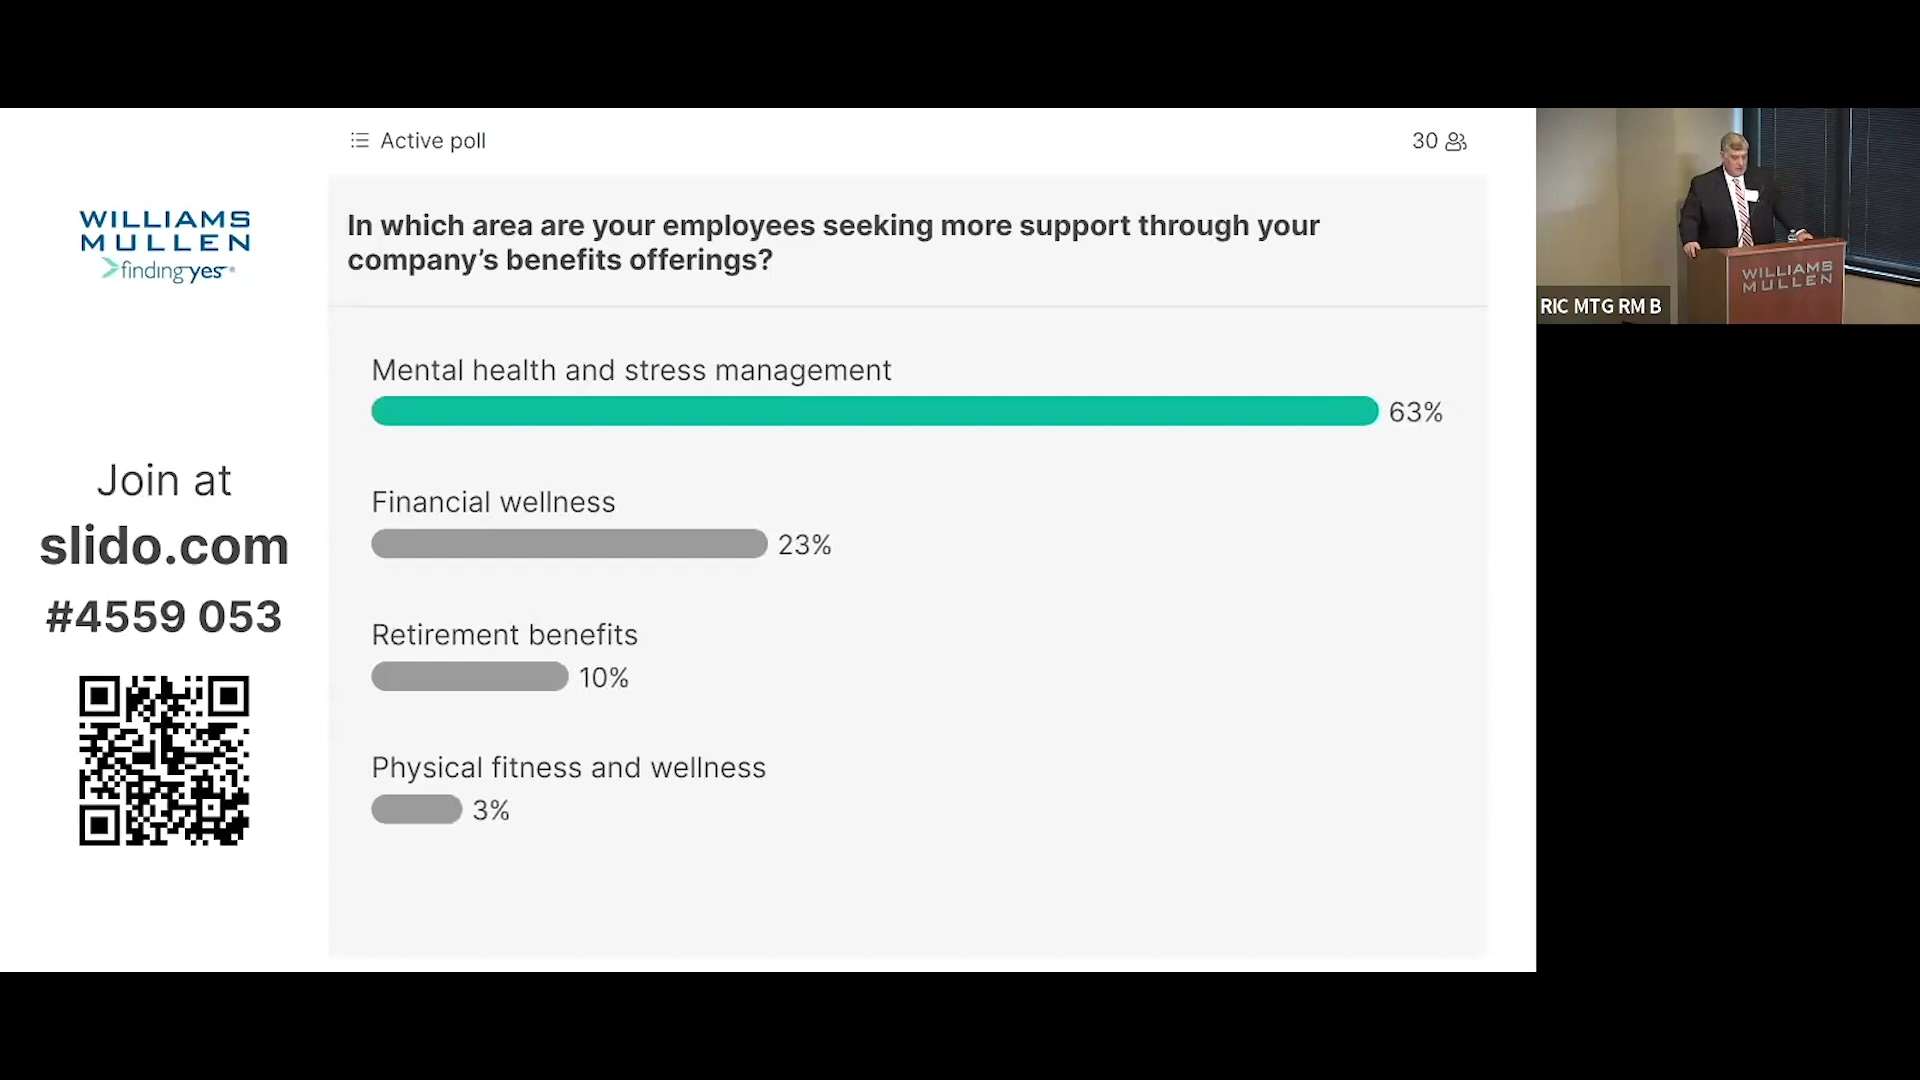 WILLIAMS
MULLEN
finding yes®
Join at
slido.com
#4559 053
Active poll
30
In which area are your employees seeking more support through your
company's benefits offerings?
Mental health and stress management
63%
Financial wellness
23%
Retirement benefits
10%
Physical fitness and wellness
3%
WILLIAMS
MULLEN
RIC MTG RM B